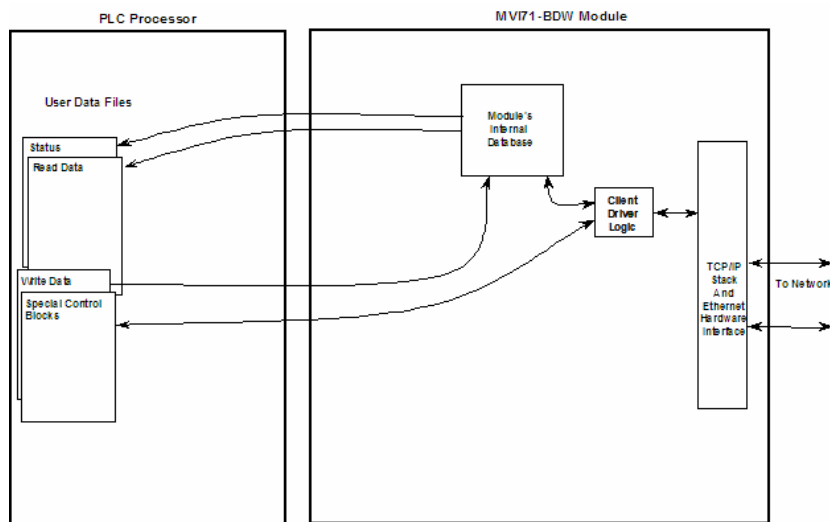 PLC Processor
MVI71-BDW Module
User Data Files
Status
Read Data
Write Data
Special Control
Blocks
Module's
Internal
Database
Client
Driver
Logic
TCP/IP
Stack
And
Ethernet
Hardware
Interface
To Network